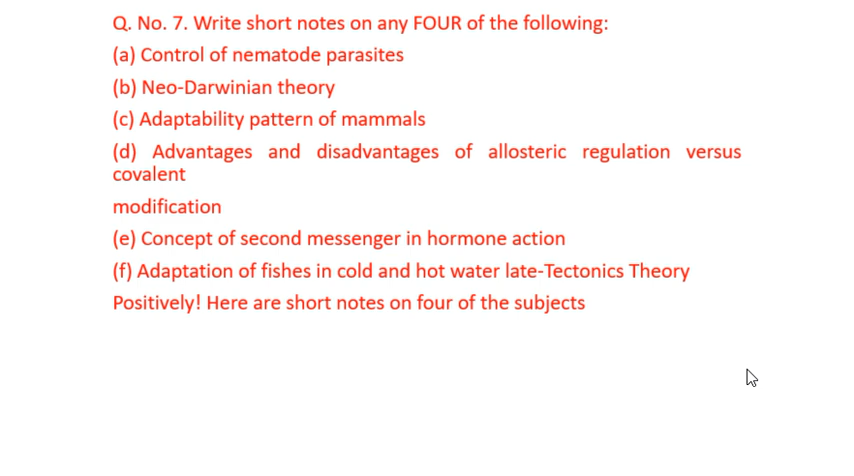 Q. No. 7. Write short notes on any FOUR of the following:
(a) Control of nematode parasites
(b) Neo-Darwinian theory
(c) Adaptability pattern of mammals
(d) Advantages and disadvantages of allosteric regulation versus
covalent
modification
(e) Concept of second messenger in hormone action
(f) Adaptation of fishes in cold and hot water late-Tectonics Theory
Positively! Here are short notes on four of the subjects